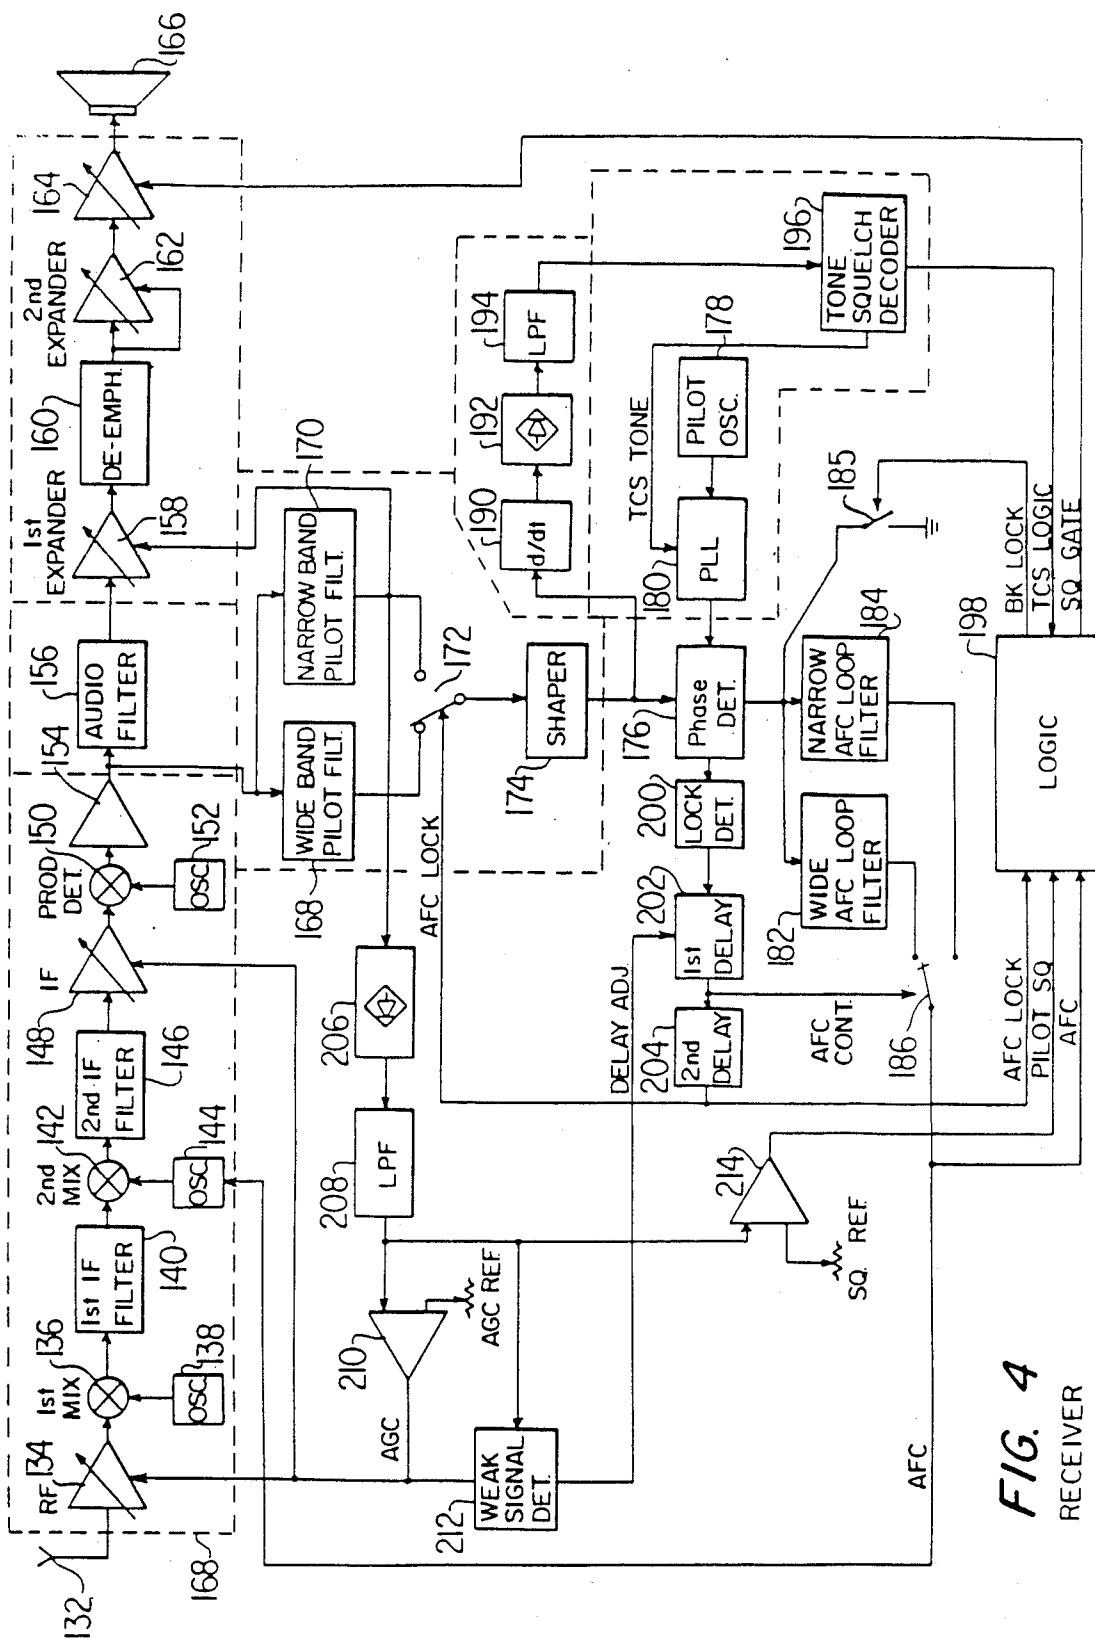 132
RF
134
1st
MIX
136
OSC.
138
1st IF
FILTER
140
2nd
MIX
142
OSC.
144
2nd IF
FILTER
146
148
IF
PROD
DET.
150
OSC.
152
154
156
AUDIO
FILTER
1st
EXPANDER
158
160
DE-EMPH.
2nd
EXPANDER
162
164
166
168
168
WIDE BAND
PILOT FILT.
NARROW BAND
PILOT FILT.
170
172
AFC LOCK
174
SHAPER
206
208
LPF
210
AGC
AGC REF.
212
WEAK
SIGNAL
DET.
DELAY ADJ.
190
d/dt
192
194
LPF
196
TONE
SQUELCH
DECODER
TCS TONE
PILOT
OSC.
178
180
PLL
176
Phase
DET.
200
LOCK
DET.
202
1st
DELAY
204
2nd
DELAY
AFC
CONT.
182
WIDE
AFC LOOP
FILTER
NARROW
AFC LOOP
FILTER
184
185
186
214
SQ. REF.
AFC
AFC LOCK
PILOT SQ
AFC
198
LOGIC
BK LOCK
TCS LOGIC
SQ GATE
FIG. 4
RECEIVER